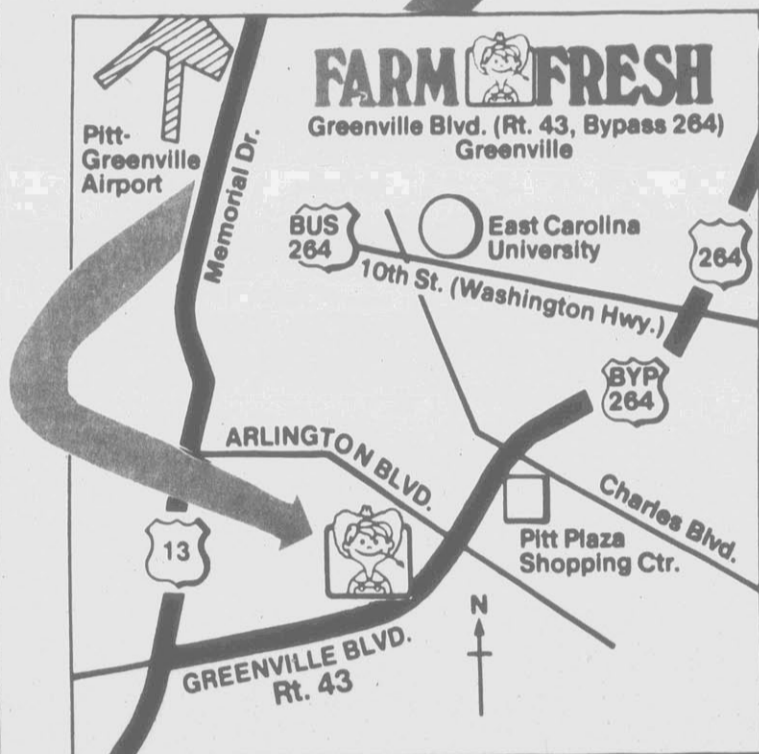 FARM FRESH
Greenville Blvd. (Rt. 43, Bypass 264)
Greenville
Pitt-
Greenville
Airport
Memorial Dr.
BUS
264
East Carolina
University
264
10th St. (Washington Hwy.)
BYP
264
ARLINGTON BLVD.
Charles Blvd.
13
Pitt Plaza
Shopping Ctr.
N
GREENVILLE BLVD.
Rt. 43